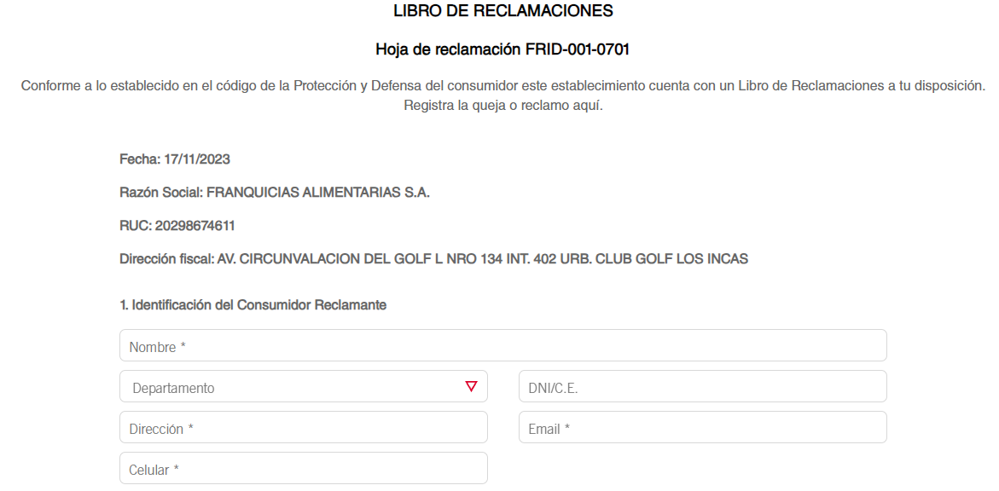 LIBRO DE RECLAMACIONES
Hoja de reclamación FRID-001-0701
Conforme a lo establecido en el código de la Protección y Defensa del consumidor este establecimiento cuenta con un Libro de Reclamaciones a tu disposición.
Registra la queja o reclamo aquí.
Fecha: 17/11/2023
Razón Social: FRANQUICIAS ALIMENTARIAS S.A.
RUC: 20298674611
Dirección fiscal: AV. CIRCUNVALACION DEL GOLF L NRO 134 INT. 402 URB. CLUB GOLF LOS INCAS
1. Identificación del Consumidor Reclamante
Nombre *
Departamento
DNI/C.E.
Dirección *
Email *
Celular *